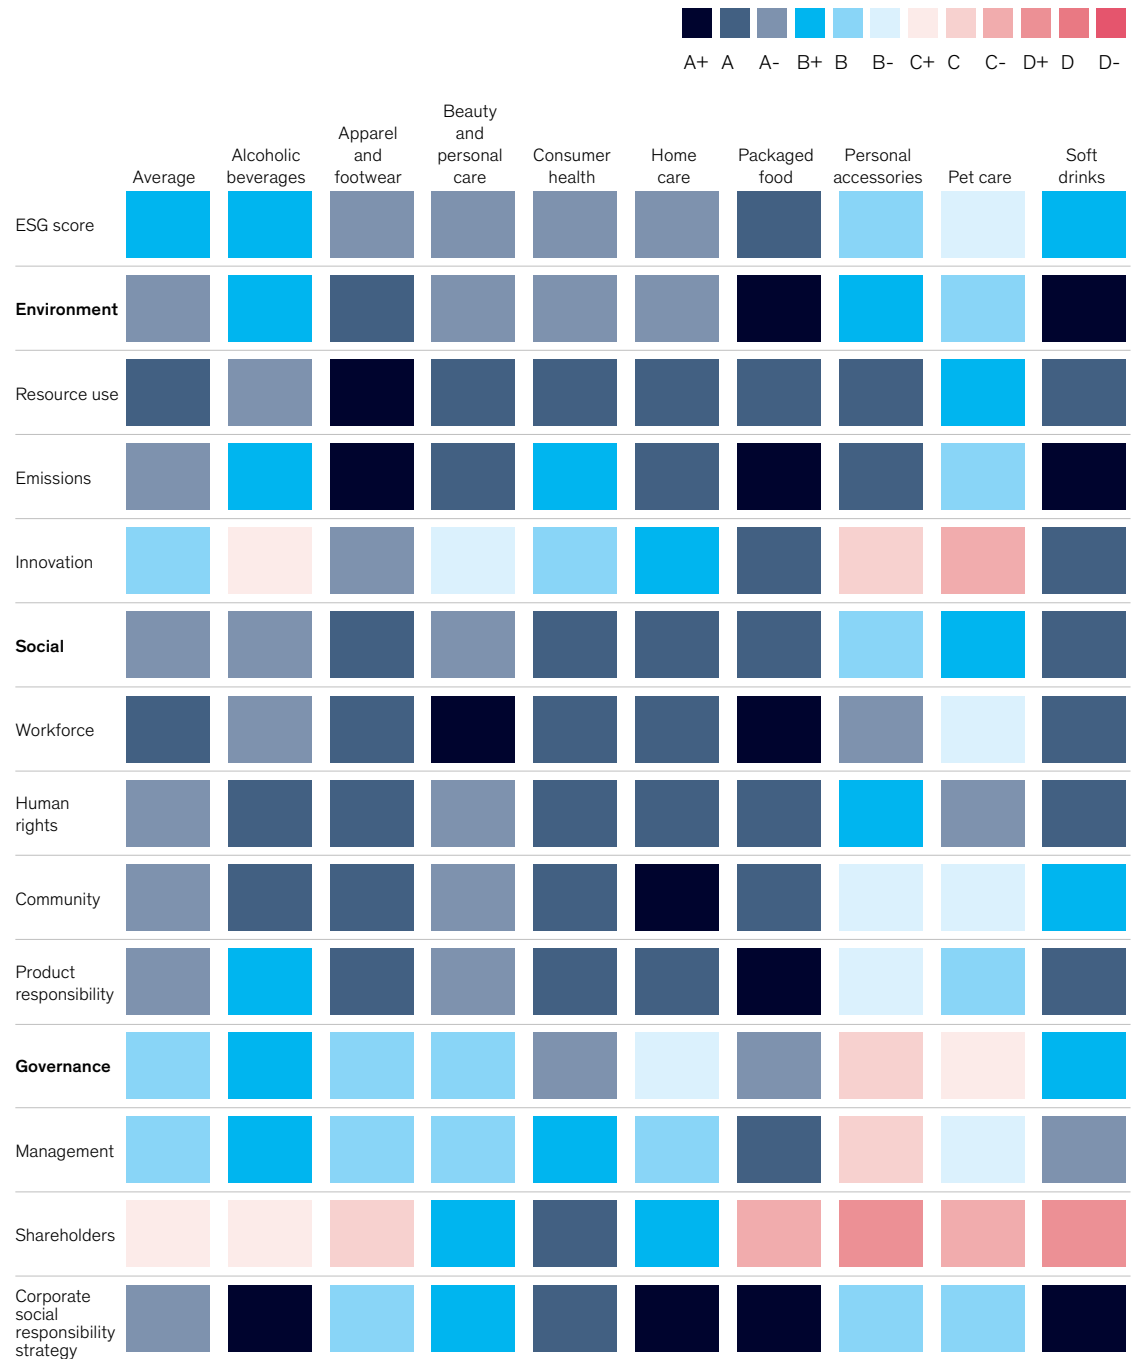 A+ A A- B+ B B- C+ C C- D+ D D-
Average
Alcoholic
beverages
Apparel
and
footwear
Beauty
and
personal
care
Consumer
health
Home
care
Packaged
food
Personal
accessories
Pet care
Soft
drinks
ESG score
Environment
Resource use
Emissions
Innovation
Social
Workforce
Human
rights
Community
Product
responsibility
Governance
Management
Shareholders
Corporate
social
responsibility
strategy